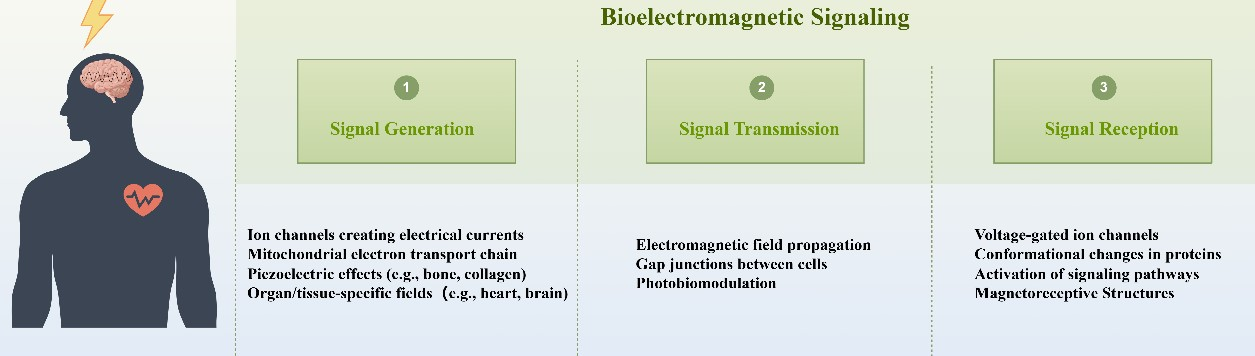 Bioelectromagnetic Signaling
1
Signal Generation
Ion channels creating electrical currents
Mitochondrial electron transport chain
Piezoelectric effects (e.g., bone, collagen)
Organ/tissue-specific fields (e.g., heart, brain)
2
Signal Transmission
Electromagnetic field propagation
Gap junctions between cells
Photobiomodulation
3
Signal Reception
Voltage-gated ion channels
Conformational changes in proteins
Activation of signaling pathways
Magnetoreceptive Structures